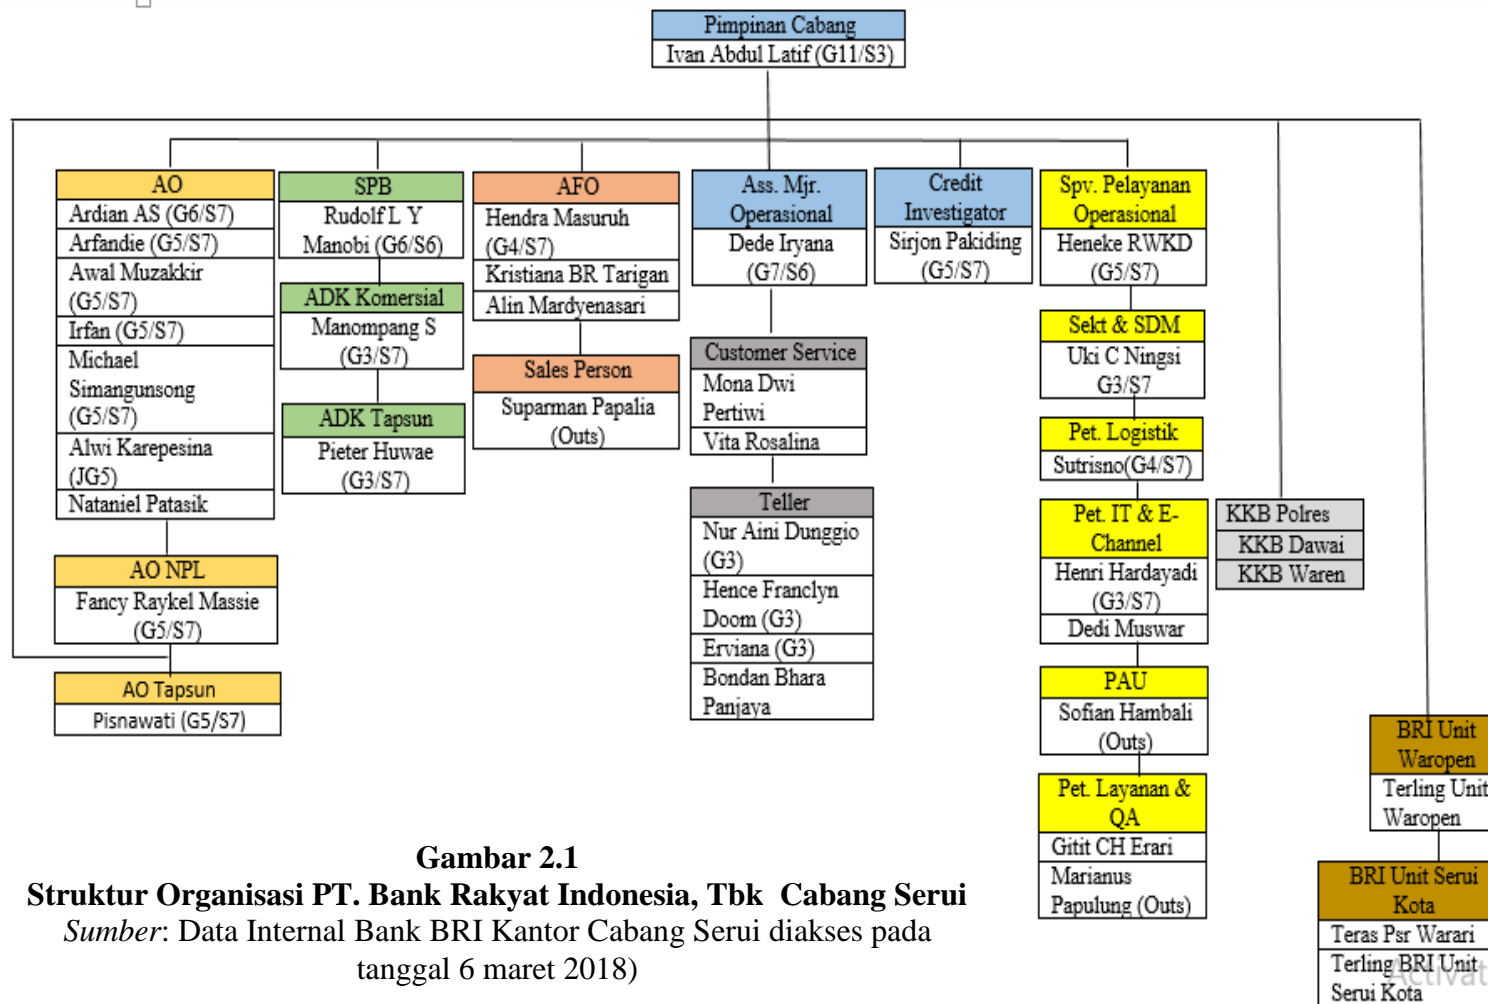 Pimpinan Cabang
Ivan Abdul Latif (G11/S3)
AO
Ardian AS (G6/S7)
Arfandie (G5/S7)
Awal Muzakkir
(G5/S7)
Irfan (G5/S7)
Michael
Simangunsong
(G5/S7)
Alwi Karepesina
(JG5)
Nataniel Patasik
AO NPL
Fancy Raykel Massie
(G5/S7)
AO Tapsun
Pisnawati (G5/S7)
SPB
Rudolf L Y
Manobi (G6/S6)
ADK Komersial
Manompang S
(G3/S7)
ADK Tapsun
Pieter Huwae
(G3/S7)
AFO
Hendra Masuruh
(G4/S7)
Kristiana BR Tarigan
Alin Mardyenasari
Sales Person
Suparman Papalia
(Outs)
Ass. Mjr.
Operasional
Dede Iryana
(G7/S6)
Customer Service
Mona Dwi
Pertiwi
Vita Rosalina
Teller
Nur Aini Dunggio
(G3)
Hence Franclyn
Doom (G3)
Erviana (G3)
Bondan Bhara
Panjaya
Credit
Investigator
Sirjon Pakiding
(G5/S7)
Spv. Pelayanan
Operasional
Heneke RWKD
(G5/S7)
Sekt & SDM
Uki C Ningsi
G3/S7
Pet. Logistik
Sutrisno(G4/S7)
Pet. IT & E-
Channel
Henri Hardayadi
(G3/S7)
Dedi Muswar
PAU
Sofian Hambali
(Outs)
Pet. Layanan &
QA
Gitit CH Erari
Marianus
Papulung (Outs)
KKB Polres
KKB Dawai
KKB Waren
BRI Unit
Waropen
Terling Unit
Waropen
BRI Unit Serui
Kota
Teras Psr Warari
Terling BRI Unit
Serui Kota
Activat
Gambar 2.1
Struktur Organisasi PT. Bank Rakyat Indonesia, Tbk  Cabang Serui
Sumber: Data Internal Bank BRI Kantor Cabang Serui diakses pada
tanggal 6 maret 2018)